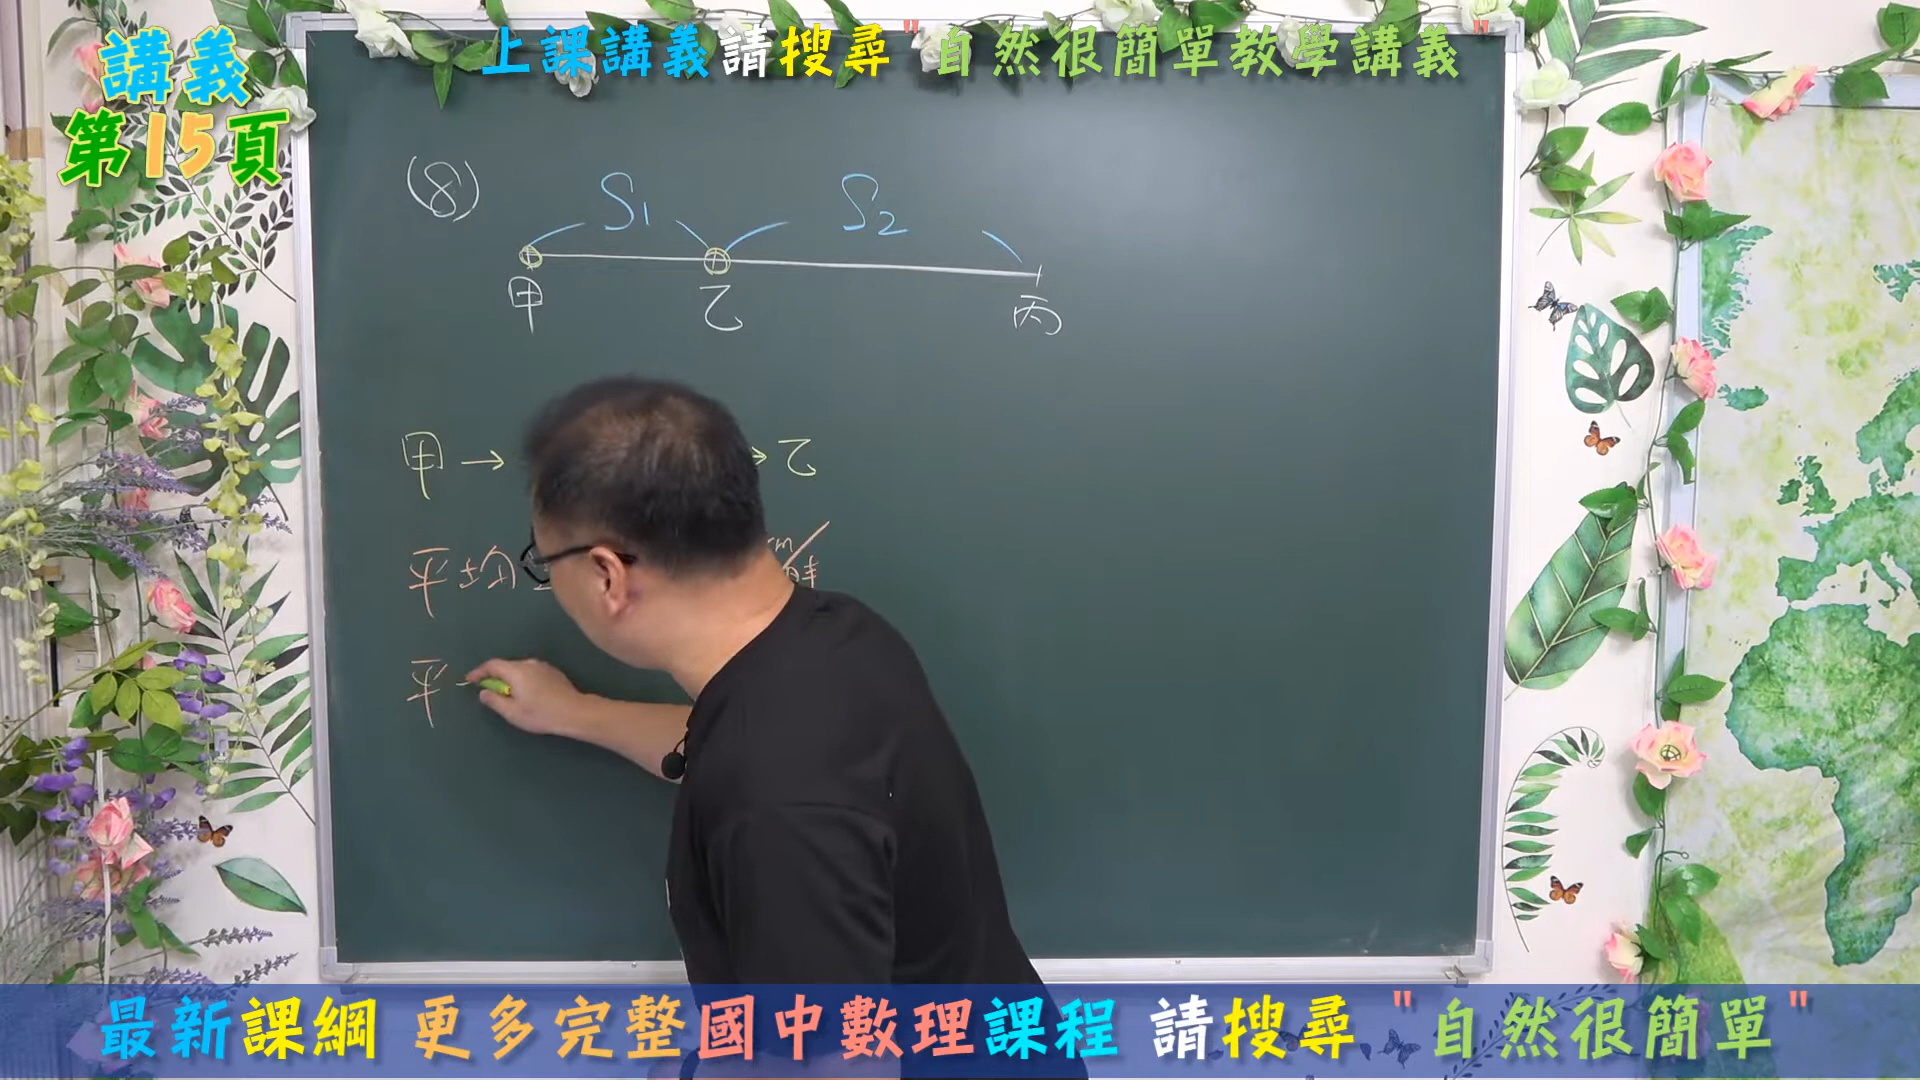 上課講義請搜尋"自然很簡單教學講義"
講義
第15頁
(8)
S1 S2
甲 乙 丙
甲→ →乙
平均 時
平
最新課綱 更多完整國中數理課程 請搜尋 "自然很簡單"